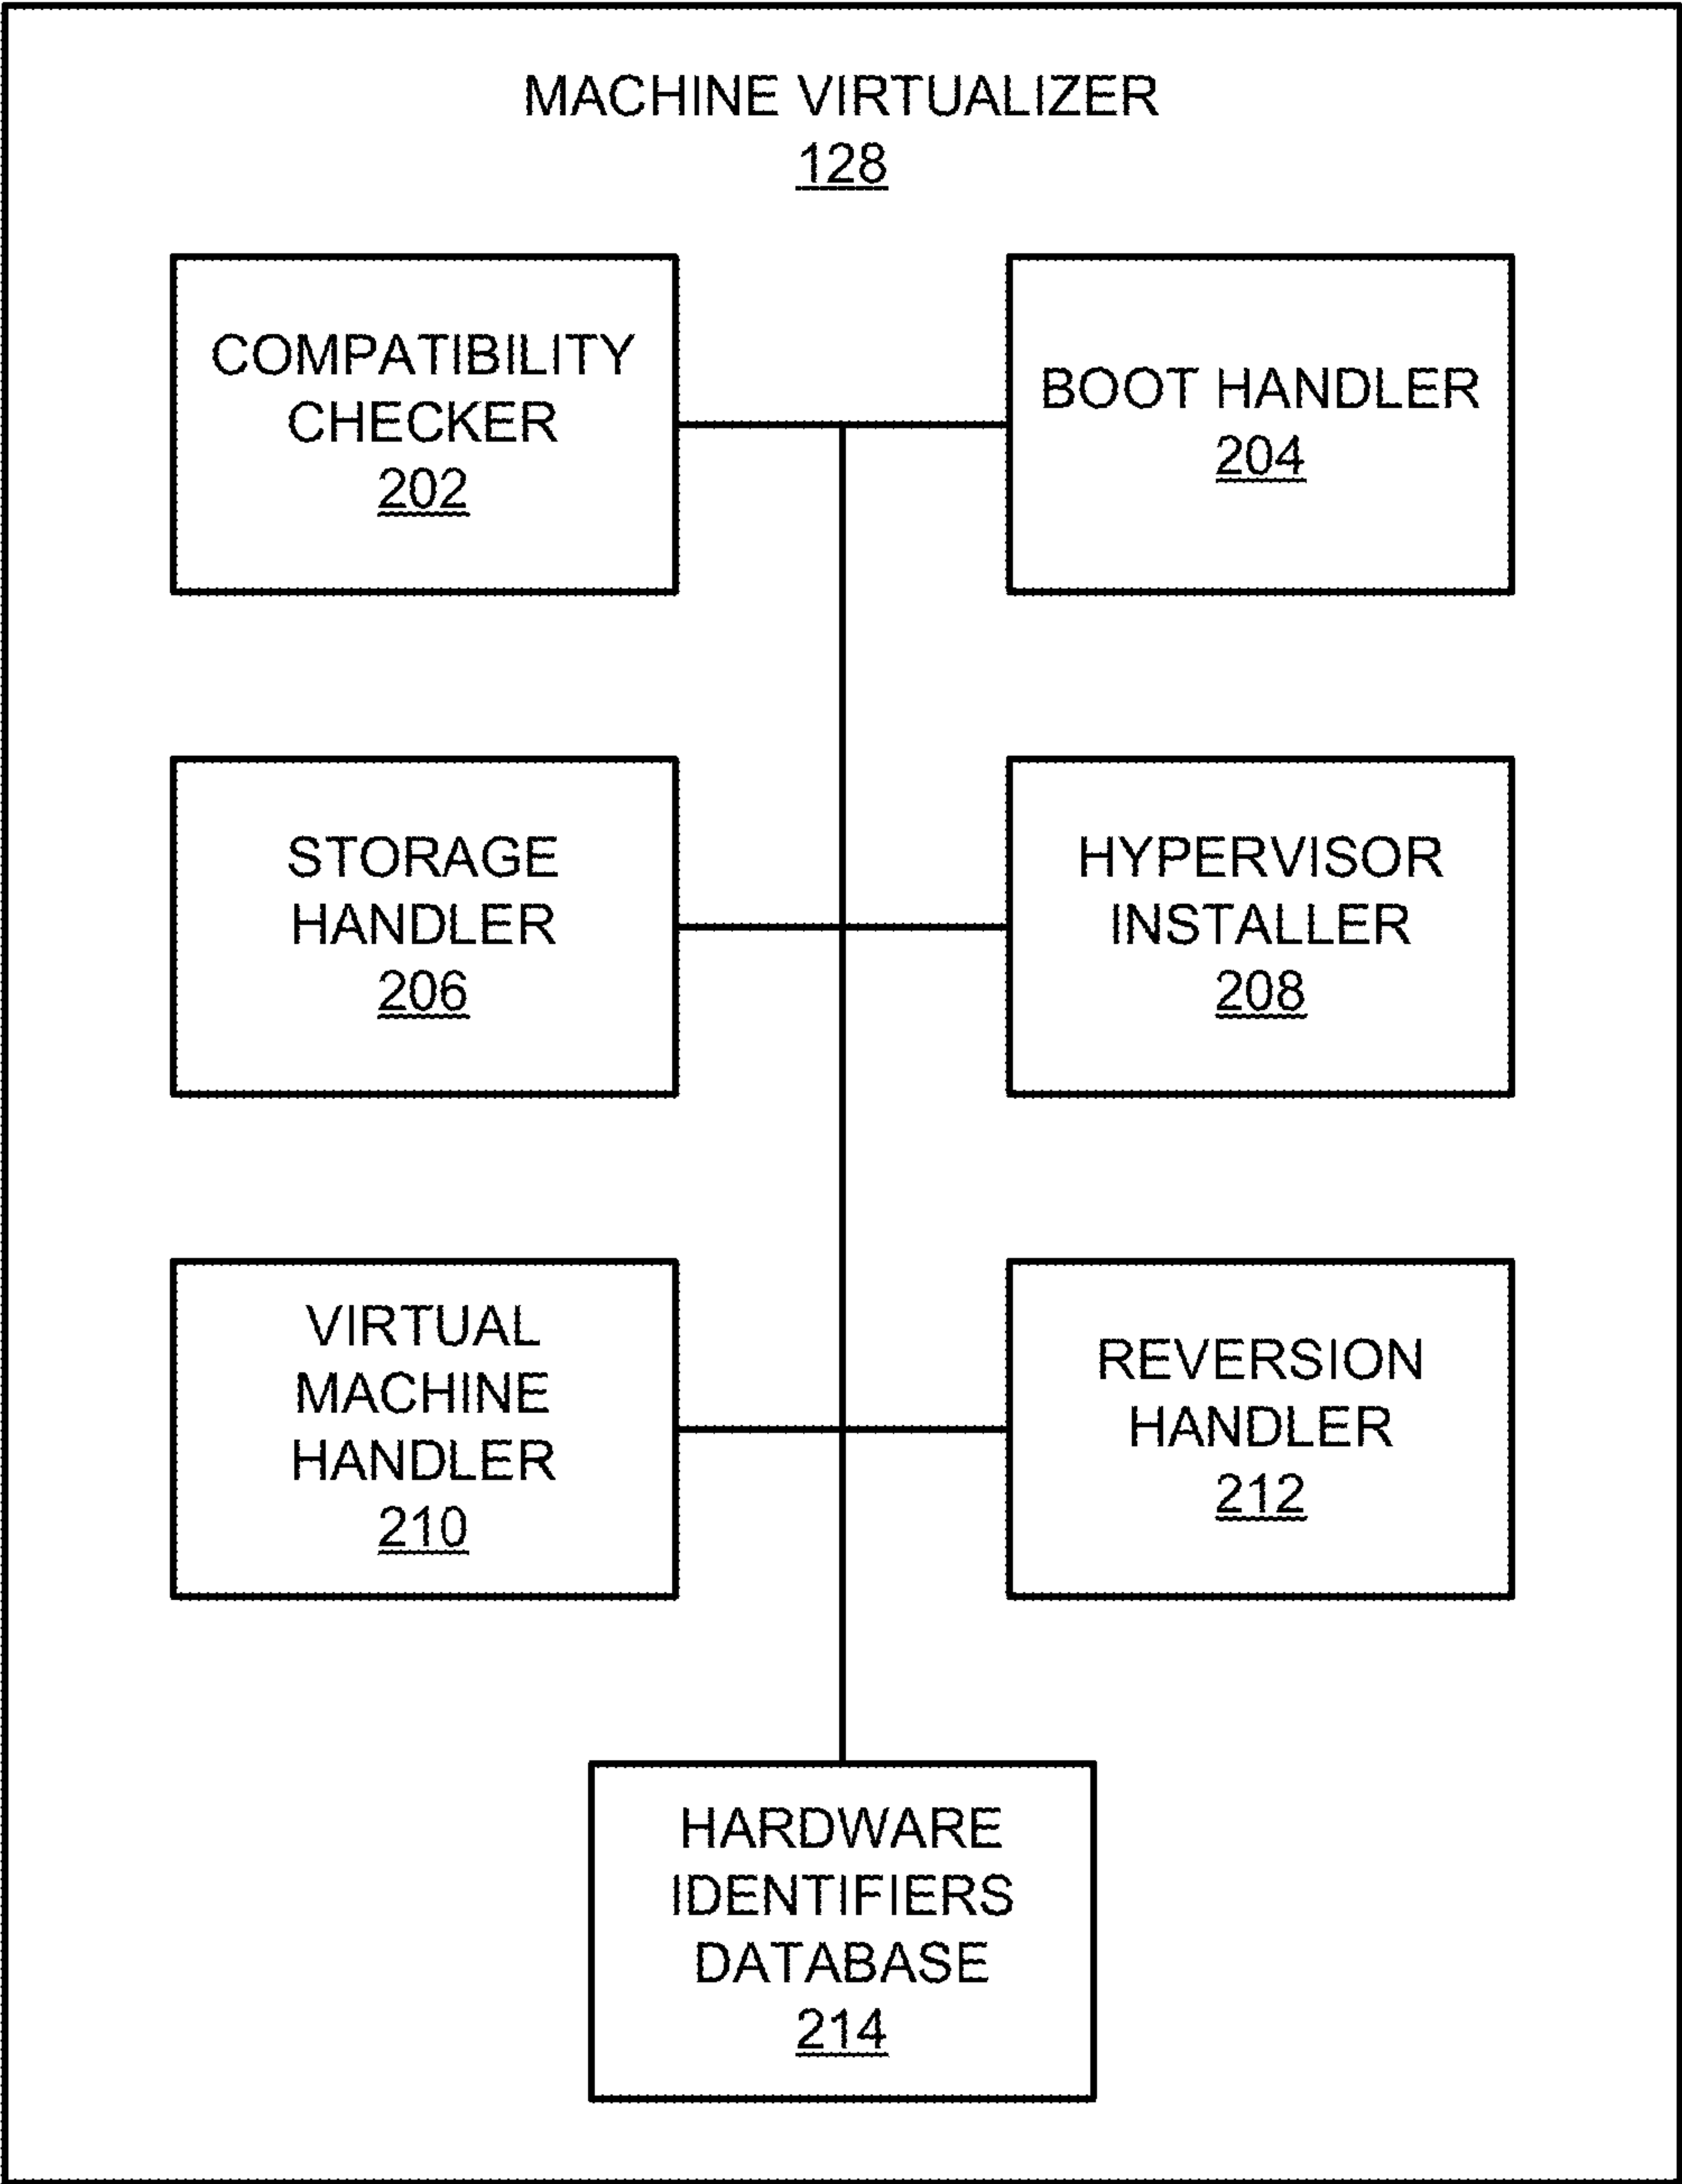 MACHINE VIRTUALIZER
128
COMPATIBILITY
CHECKER
202
BOOT HANDLER
204
STORAGE
HANDLER
206
HYPERVISOR
INSTALLER
208
VIRTUAL
MACHINE
HANDLER
210
REVERSION
HANDLER
212
HARDWARE
IDENTIFIERS
DATABASE
214